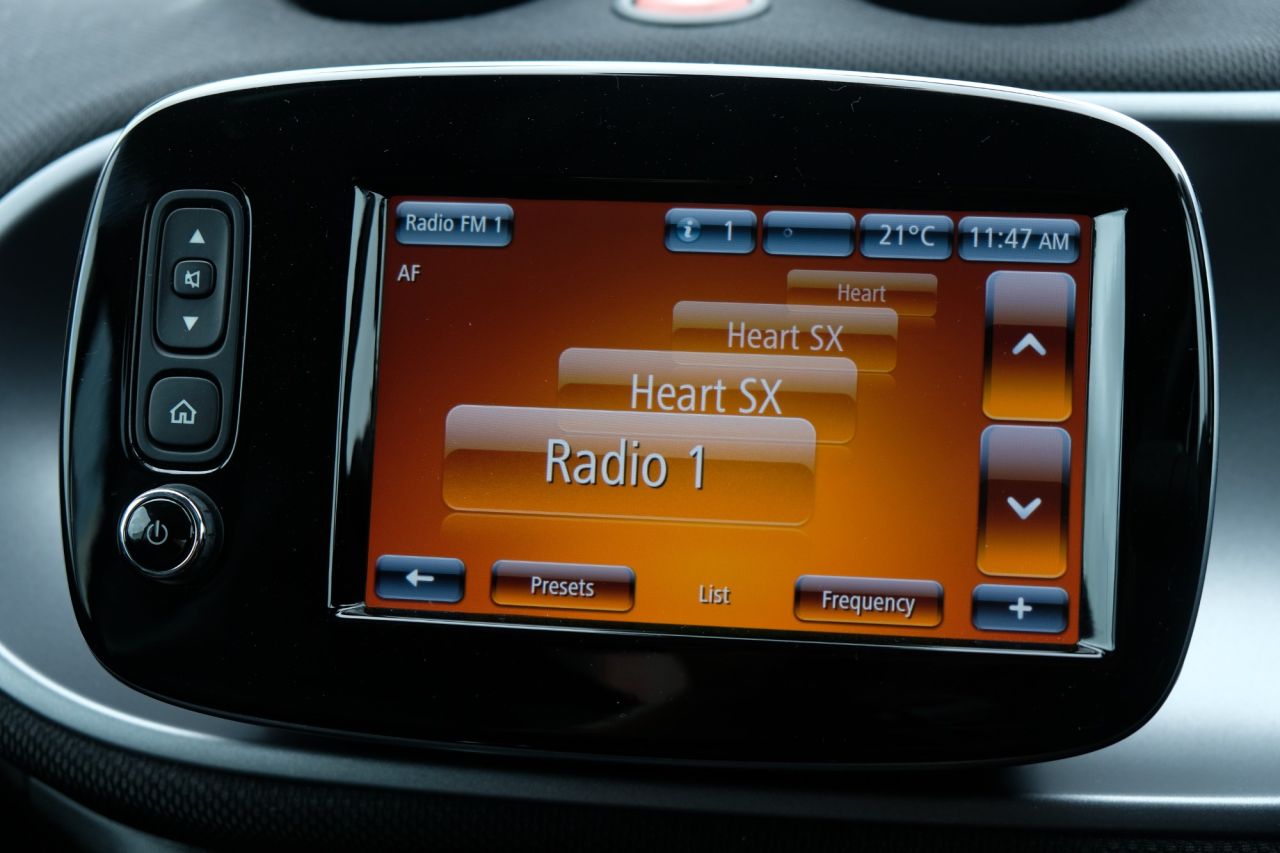 Radio FM 1
1
21°C
11:47 AM
AF
Heart
Heart SX
Heart SX
Radio 1
Presets
List
Frequency